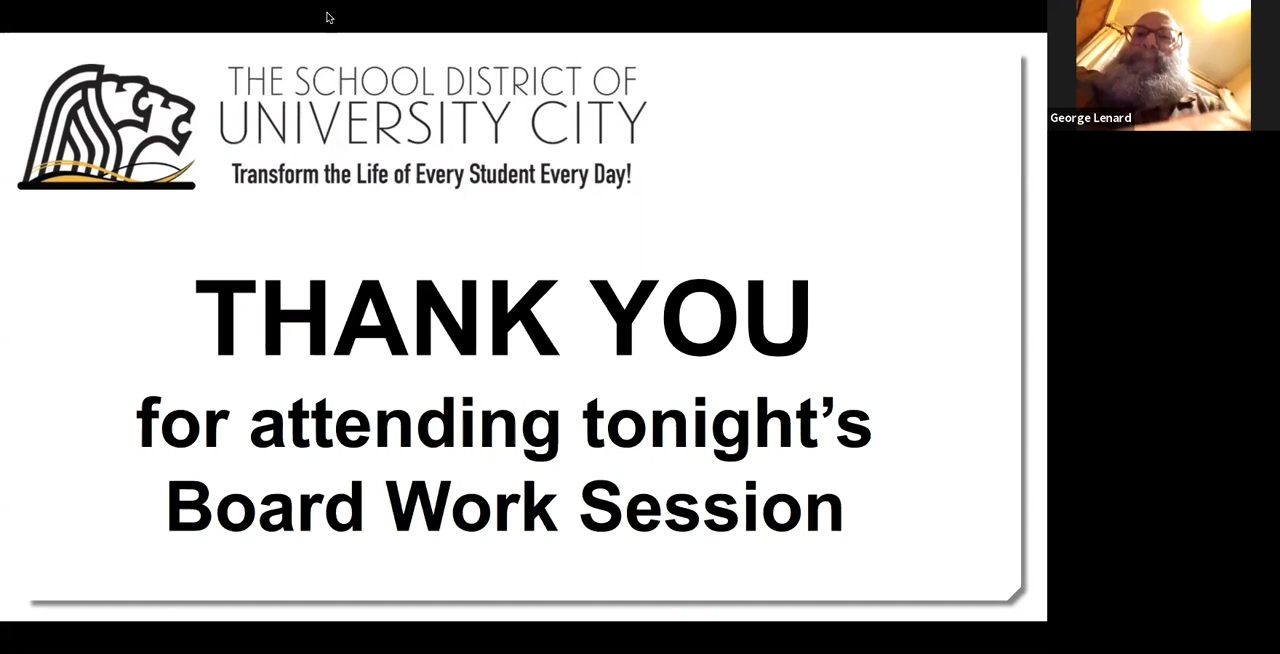 THE SCHOOL DISTRICT OF
UNIVERSITY CITY
Transform the Life of Every Student Every Day!
THANK YOU
for attending tonight’s
Board Work Session
George Lenard